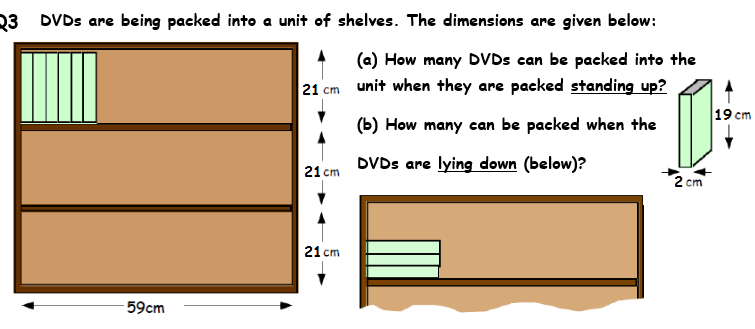 Q3 DVDs are being packed into a unit of shelves. The dimensions are given below:
(a) How many DVDs can be packed into the
unit when they are packed standing up?
(b) How many can be packed when the
DVDs are lying down (below)?
21 cm
21 cm
21 cm
59cm
19 cm
2 cm